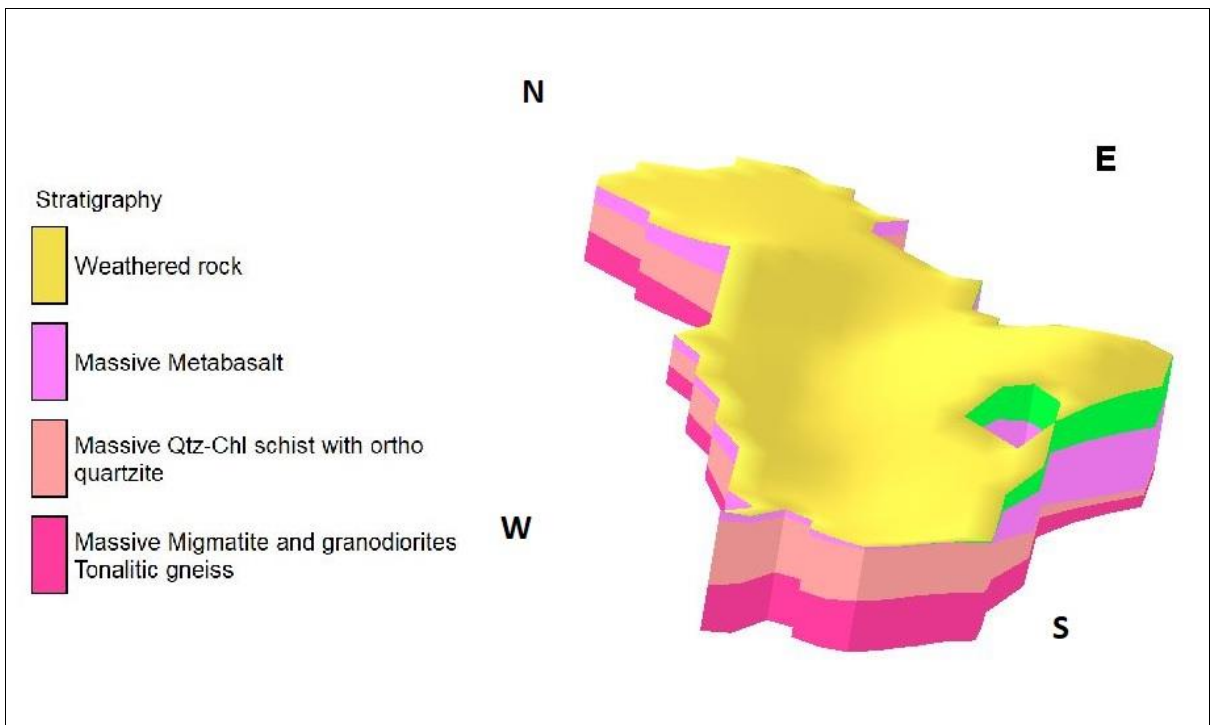 N
E
Stratigraphy
Weathered rock
Massive Metabasalt
Massive Qtz-Chl schist with ortho
quartzite
Massive Migmatite and granodiorites
Tonalitic gneiss
W
S